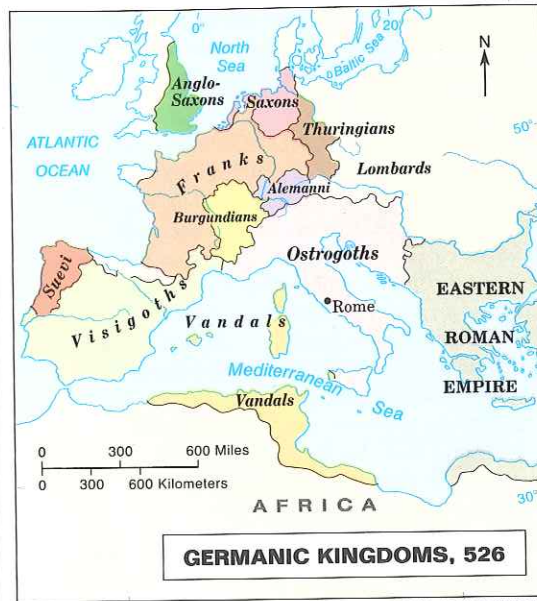 0°
20°
North
Sea
Baltic Sea
N
Anglo-
Saxons
Saxons
Thuringians
50°
ATLANTIC
OCEAN
Franks
Lombards
Alemanni
Burgundians
Ostrogoths
Suevi
EASTERN
Visigoths
Vandals
Rome
ROMAN
Mediterranean
Sea
EMPIRE
Vandals
0 300 600 Miles
0 300 600 Kilometers
AFRICA
30°
GERMANIC KINGDOMS, 526